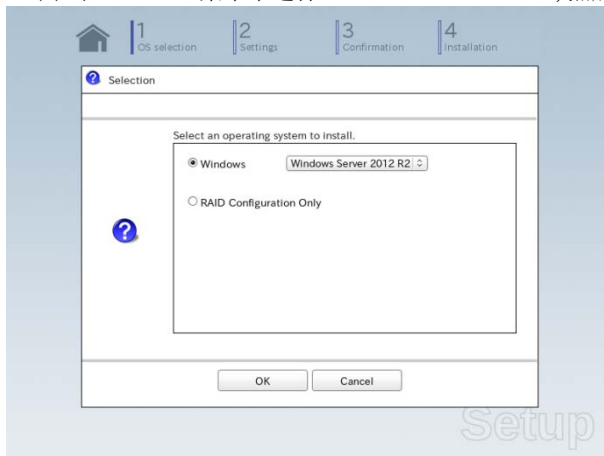 1
OS selection
2
Settings
3
Confirmation
4
Installation
Selection
Select an operating system to install.
Windows
Windows Server 2012 R2
RAID Configuration Only
OK
Cancel
Setup